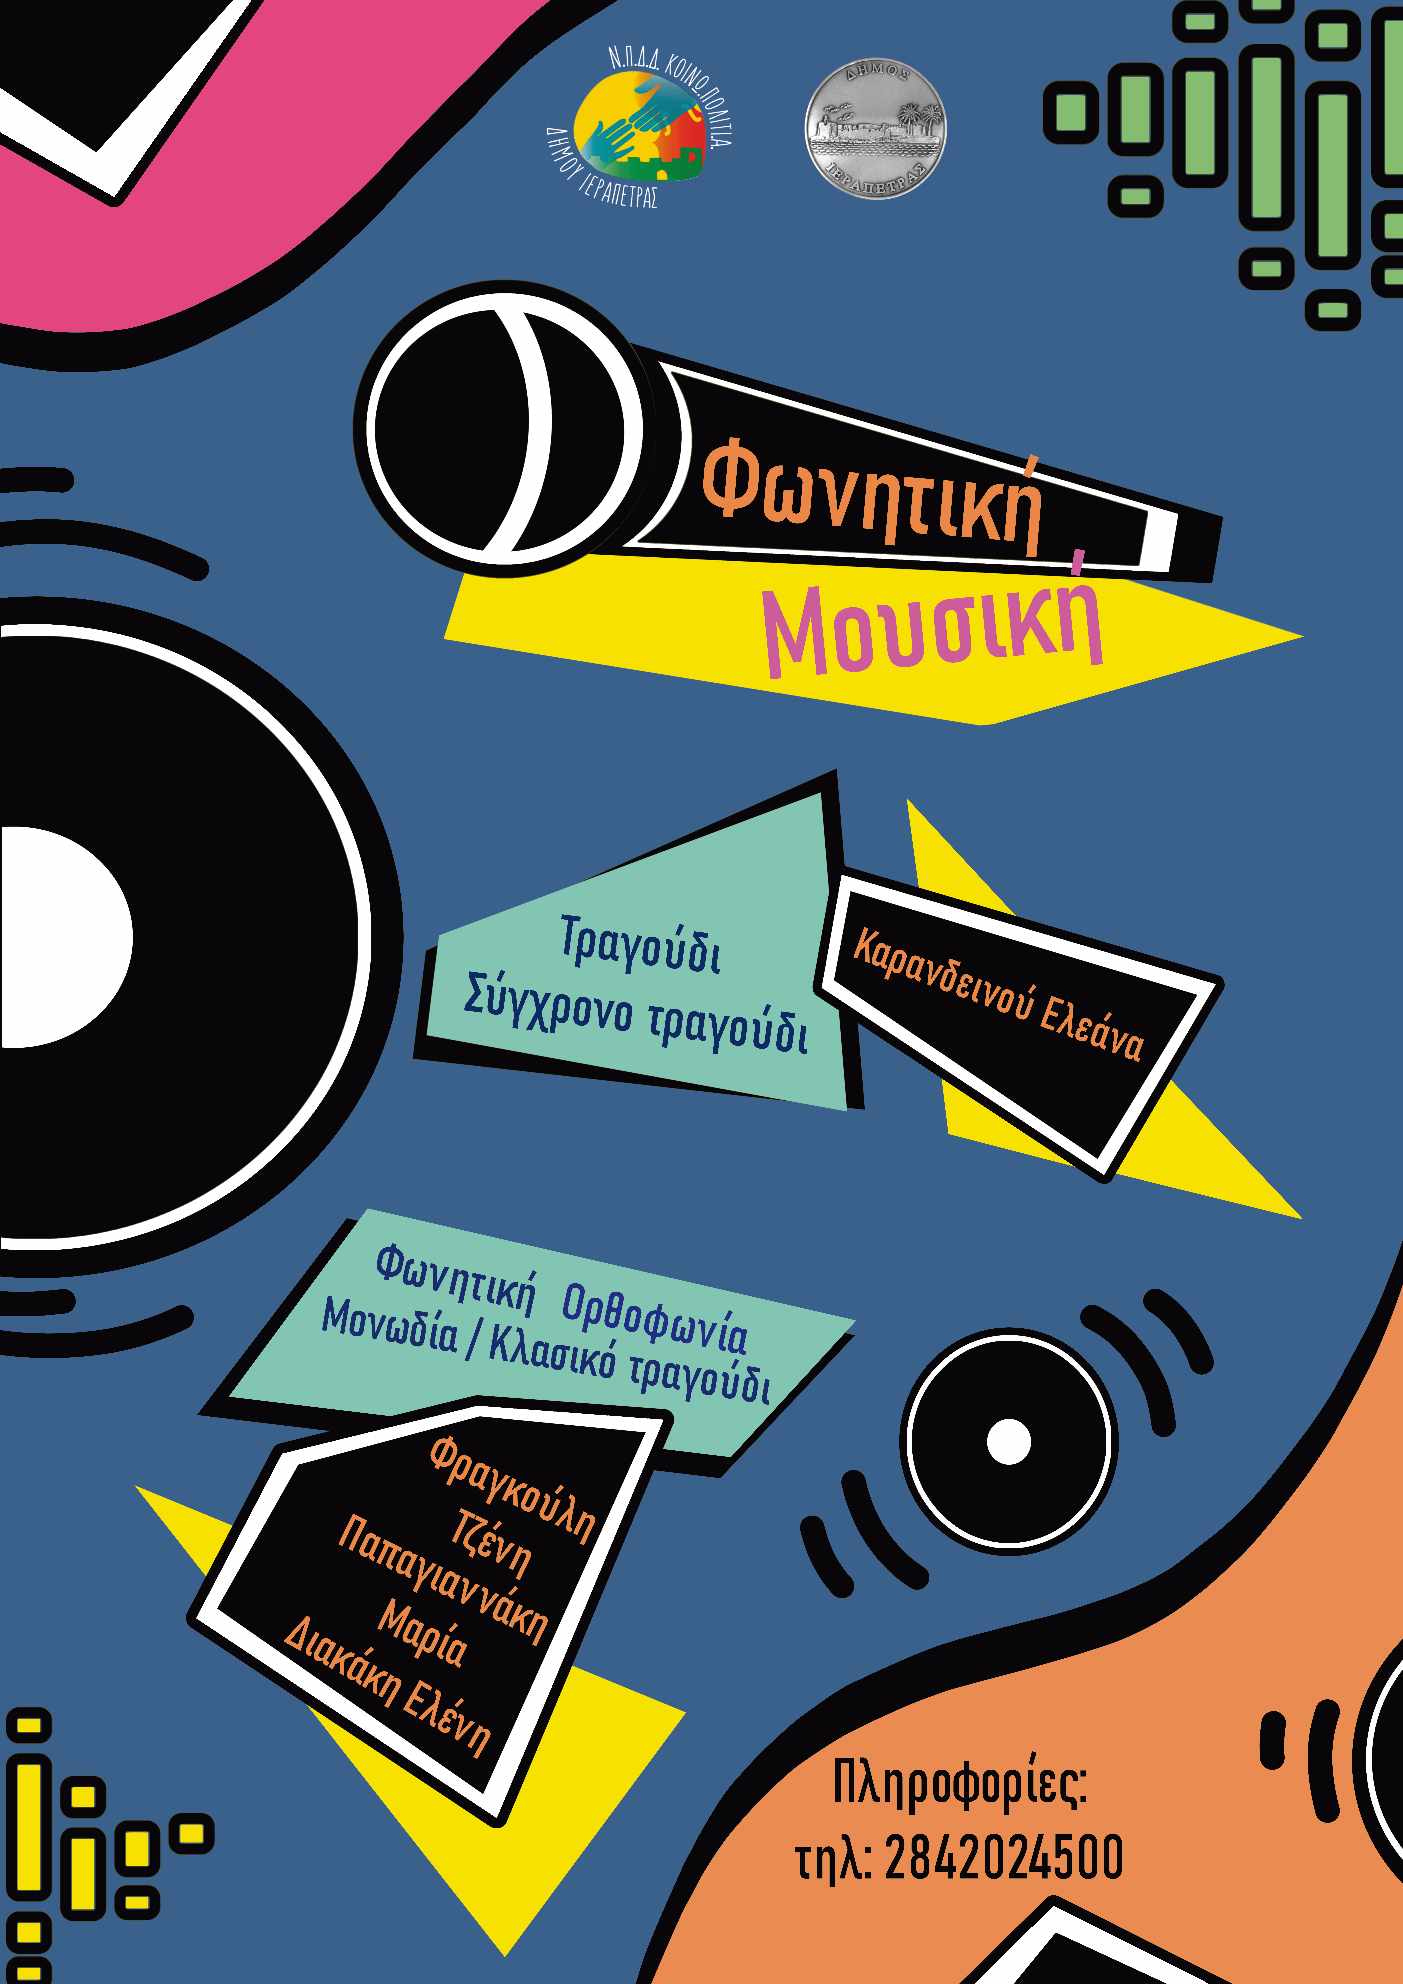 Ν.Π.Δ.Δ. ΚΟΙΝΩ.ΠΟΛΙΤΙ.Α.
ΔΗΜΟΥ ΙΕΡΑΠΕΤΡΑΣ
ΔΗΜΟΣ
ΙΕΡΑΠΕΤΡΑΣ
Φωνητική
Μουσική
Τραγούδι
Σύγχρονο τραγούδι
Καρανδεινού Ελεάνα
Φωνητική Ορθοφωνία
Μονωδία / Κλασικό τραγούδι
Φραγκούλη
Τζένη
Παπαγιαννάκη
Μαρία
Διακάκη Ελένη
Πληροφορίες:
τηλ: 2842024500